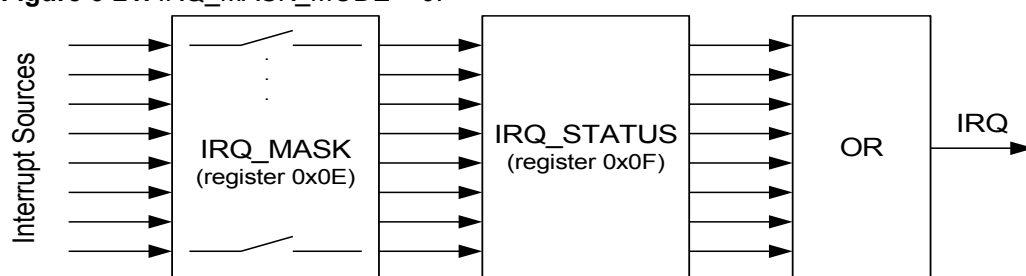 Interrupt Sources
IRQ_MASK
(register 0x0E)
IRQ_STATUS
(register 0x0F)
OR
IRQ